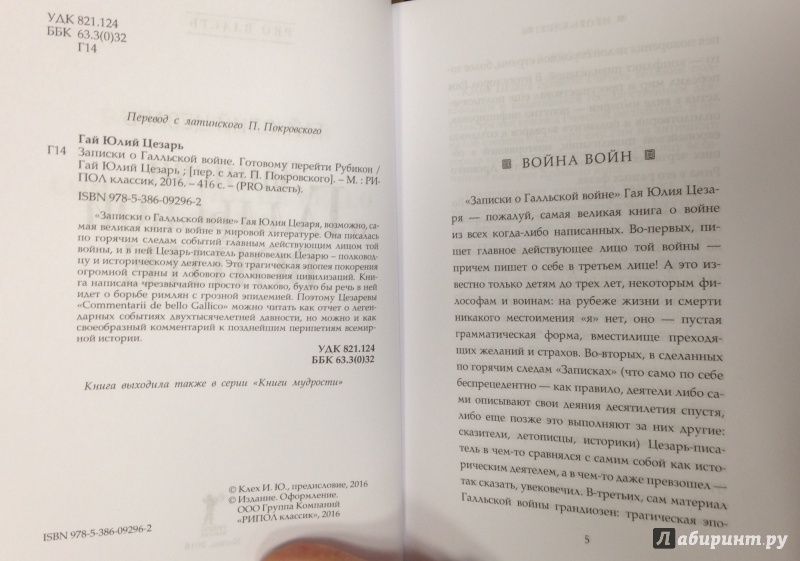 УДК 821.124
ББК 63.3(0)32
Г14
Перевод с латинского П. Покровского
Гай Юлий Цезарь
Г14 Записки о Галльской войне. Готовому перейти Рубикон /
Гай Юлий Цезарь ; [пер. с лат. П. Покровского]. – М. : РИ-
ПОЛ классик, 2016. – 416 с. – (PRO власть).
ISBN 978-5-386-09296-2
«Записки о Галльской войне» Гая Юлия Цезаря, возможно, са-
мая великая книга о войне в мировой литературе. Она писалась
по горячим следам событий главным действующим лицом той
войны, и в ней Цезарь-писатель равновелик Цезарю – полковод-
цу и историческому деятелю. Это трагическая эпопея покорения
огромной страны и лобового столкновения цивилизаций. Кни-
га написана чрезвычайно просто и толково, будто бы речь в ней
идет о борьбе римлян с грозной эпидемией. Поэтому Цезаревы
«Commentarii de bello Gallico» можно читать как отчет о леген-
дарных событиях двухтысячелетней давности, но можно и как
своеобразный комментарий к позднейшим перипетиям всемир-
ной истории.
УДК 821.124
ББК 63.3(0)32
Книга выходила также в серии «Книги мудрости»
© Клех И. Ю., предисловие, 2016
© Издание. Оформление.
ООО Группа Компаний
«РИПОЛ классик», 2016
ISBN 978-5-386-09296-2
ВОЙНА ВОЙН
«Записки о Галльской войне» Гая Юлия Цеза-
ря — пожалуй, самая великая книга о войне
из всех когда-либо написанных. Во-первых, пи-
шет главное действующее лицо той войны —
причем пишет о себе в третьем лице! А это из-
вестно только детям до трех лет, некоторым фи-
лософам и воинам: на рубеже жизни и смерти
никакого местоимения «я» нет, оно — пустая
грамматическая форма, вместилище преходя-
щих желаний и страхов. Во-вторых, в сделанных
по горячим следам «Записках» (что само по себе
беспрецедентно — как правило, деятели либо са-
ми описывают свои деяния десятилетия спустя,
либо еще позже это выполняют за них другие:
сказители, летописцы, историки) Цезарь-писа-
тель в чем-то сравнялся с самим собой как исто-
рическим деятелем, а в чем-то даже превзошел —
так сказать, увековечил. В-третьих, сам материал
Галльской войны грандиозен: трагическая эпо-
5
Лабиринт.ру